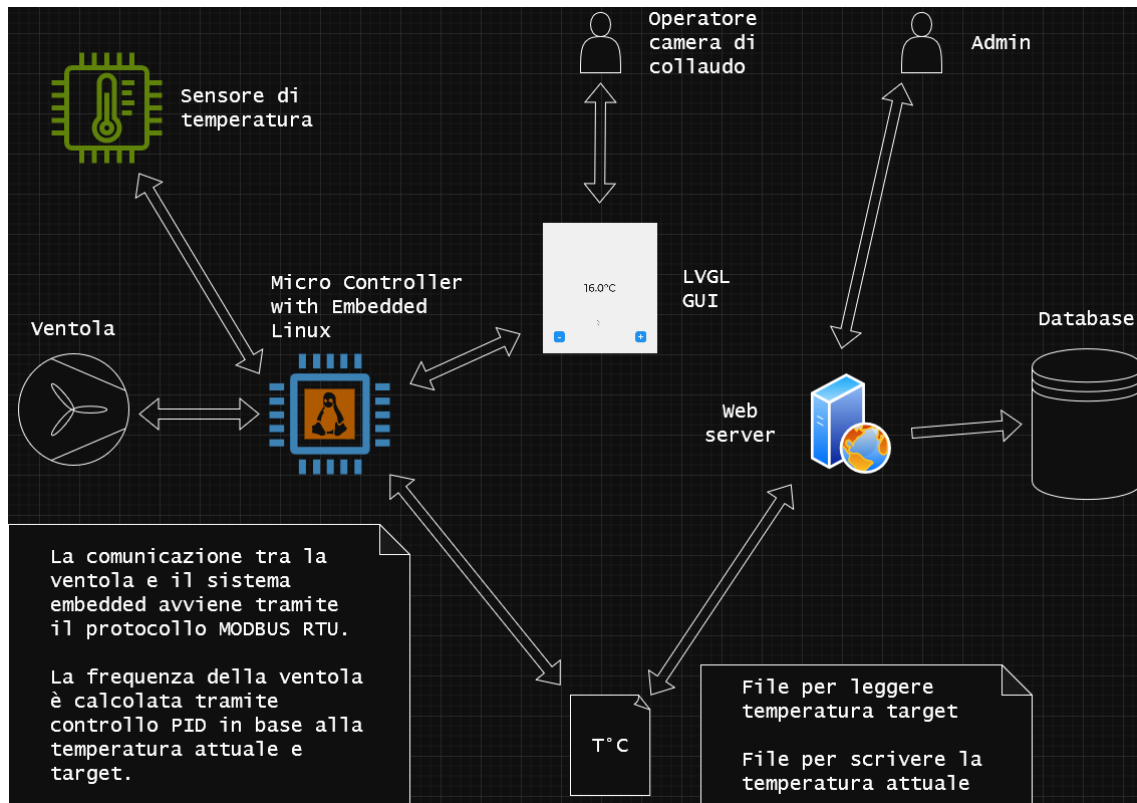 Operatore
camera di
collaudo
Admin
Sensore di
temperatura
Micro Controller
with Embedded
Linux
16.0°C
-
+
LVGL
GUI
Ventola
Database
Web
server
La comunicazione tra la
ventola e il sistema
embedded avviene tramite
il protocollo MODBUS RTU.
La frequenza della ventola
è calcolata tramite
controllo PID in base alla
temperatura attuale e
target.
T°C
File per leggere
temperatura target
File per scrivere la
temperatura attuale